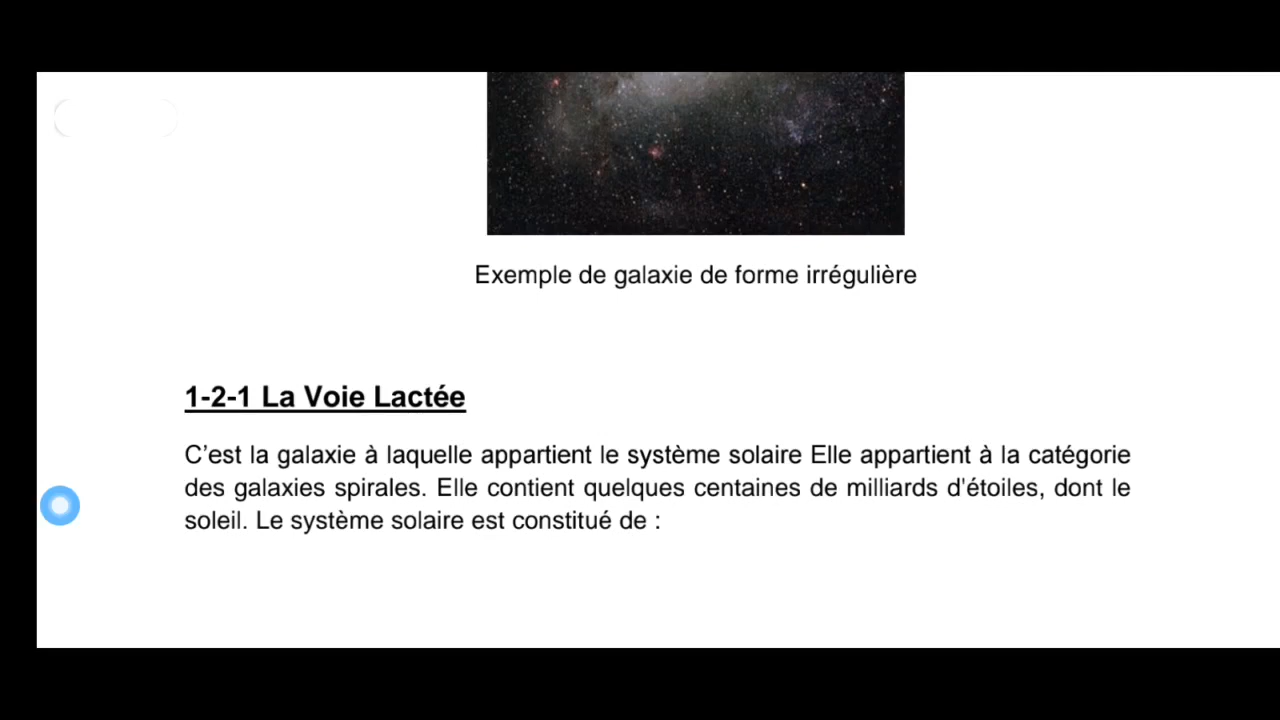 Exemple de galaxie de forme irrégulière
1-2-1 La Voie Lactée
C’est la galaxie à laquelle appartient le système solaire Elle appartient à la catégorie
des galaxies spirales. Elle contient quelques centaines de milliards d'étoiles, dont le
soleil. Le système solaire est constitué de :